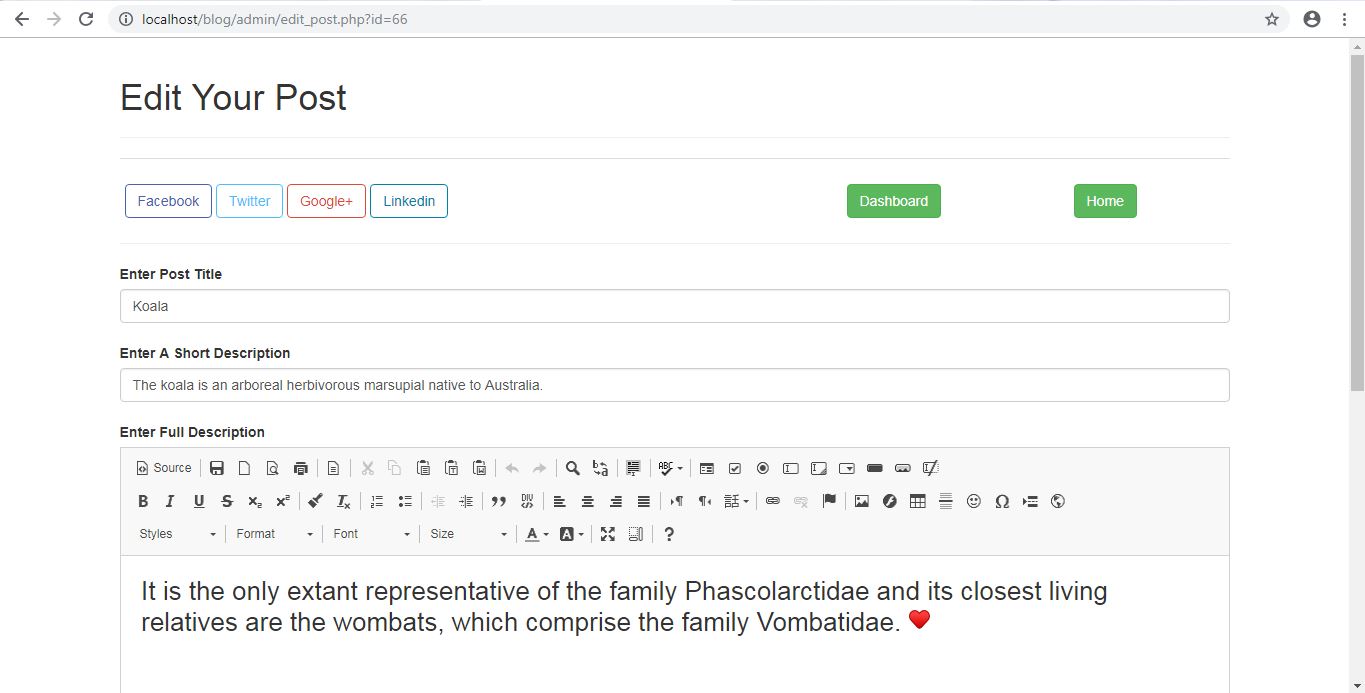 localhost/blog/admin/edit_post.php?id=66
Edit Your Post
Facebook Twitter Google+ Linkedin Dashboard Home
Enter Post Title
Koala
Enter A Short Description
The koala is an arboreal herbivorous marsupial native to Australia.
Enter Full Description
Source
Styles Format Font Size
It is the only extant representative of the family Phascolarctidae and its closest living
relatives are the wombats, which comprise the family Vombatidae. ❤